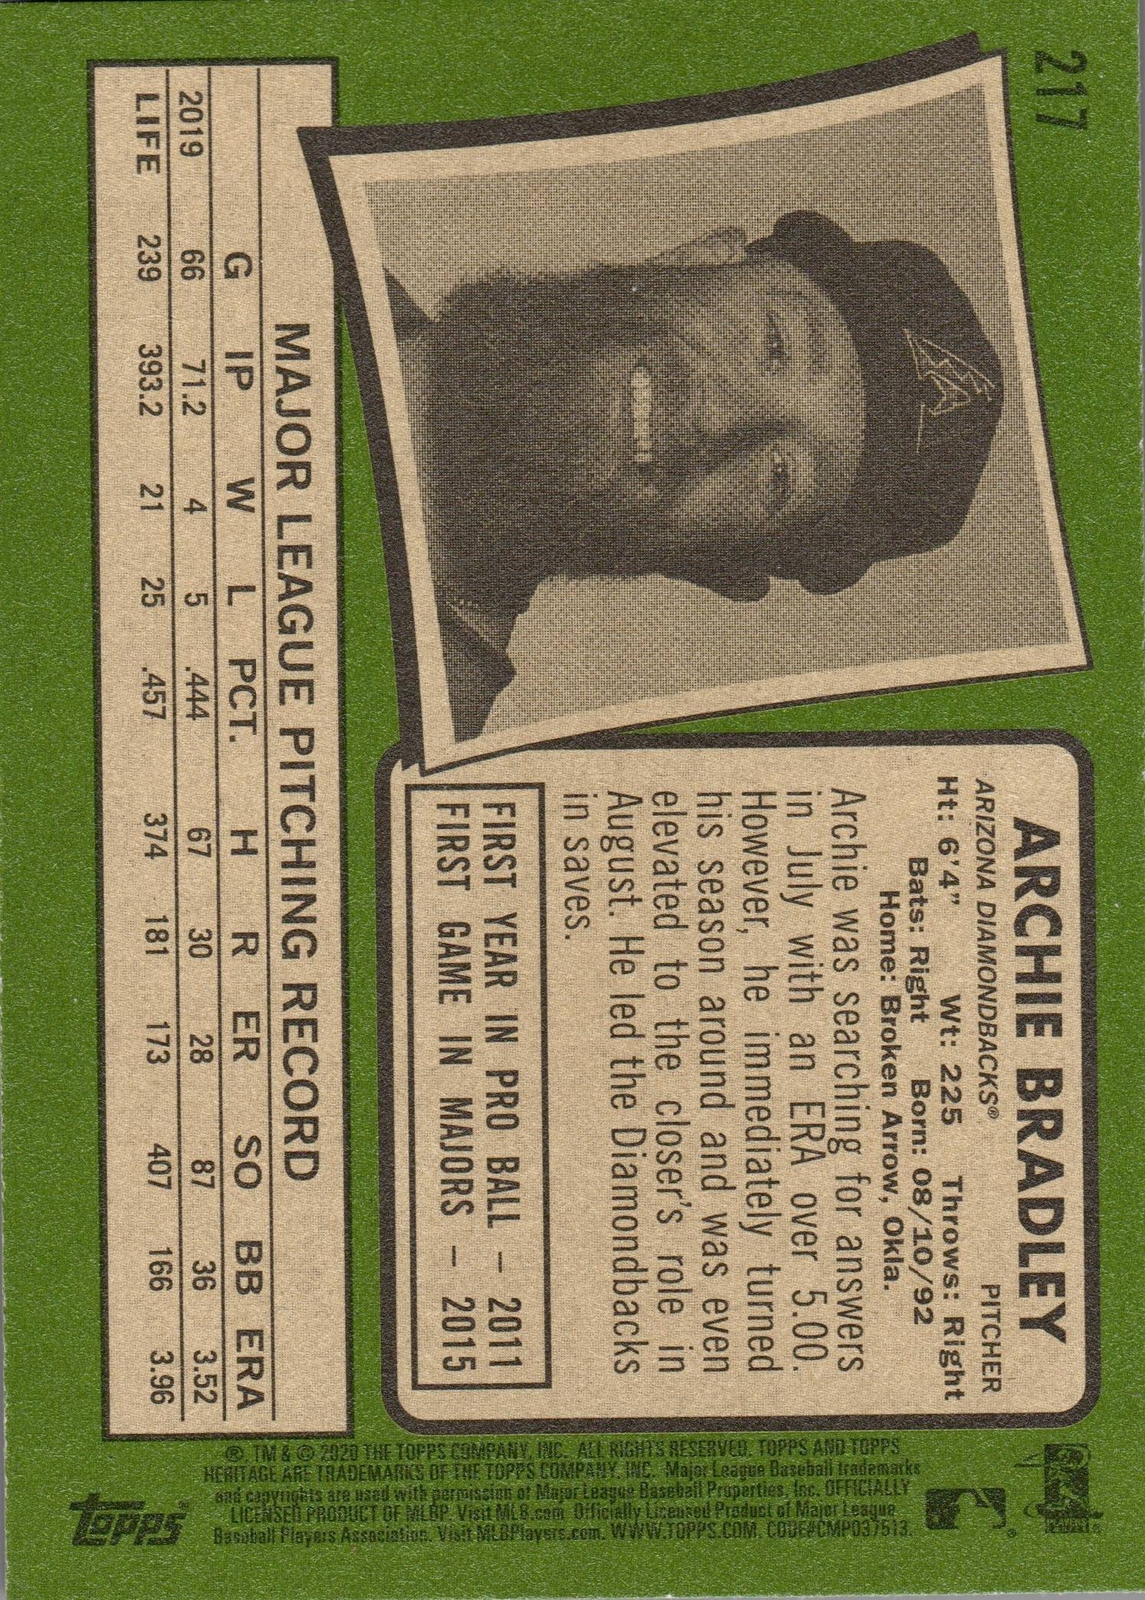 217
ARCHIE BRADLEY
ARIZONA DIAMONDBACKS® PITCHER
Ht: 6'4" Wt: 225 Throws: Right
Bats: Right Born: 08/10/92
Home: Broken Arrow, Okla.
Archie was searching for answers
in July with an ERA over 5.00.
However, he immediately turned
his season around and was even
elevated to the closer's role in
August. He led the Diamondbacks
in saves.
FIRST YEAR IN PRO BALL – 2011
FIRST GAME IN MAJORS – 2015
MAJOR LEAGUE PITCHING RECORD
G IP W L PCT. H R ER SO BB ERA
2019 66 71.2 4 5 .444 67 30 28 87 36 3.52
LIFE 239 393.2 21 25 .457 374 181 173 407 166 3.96
®, TM & © 2020 THE TOPPS COMPANY, INC. ALL RIGHTS RESERVED. TOPPS AND TOPPS
HERITAGE ARE TRADEMARKS OF THE TOPPS COMPANY, INC. Major League Baseball trademarks
and copyrights are used with permission of Major League Baseball Properties, Inc. OFFICIALLY
LICENSED PRODUCT OF MLBP. Visit MLB.com Officially Licensed Product of Major League
Baseball Players Association. Visit MLBPlayers.com. WWW.TOPPS.COM. CODE#CMP037513.
topps®